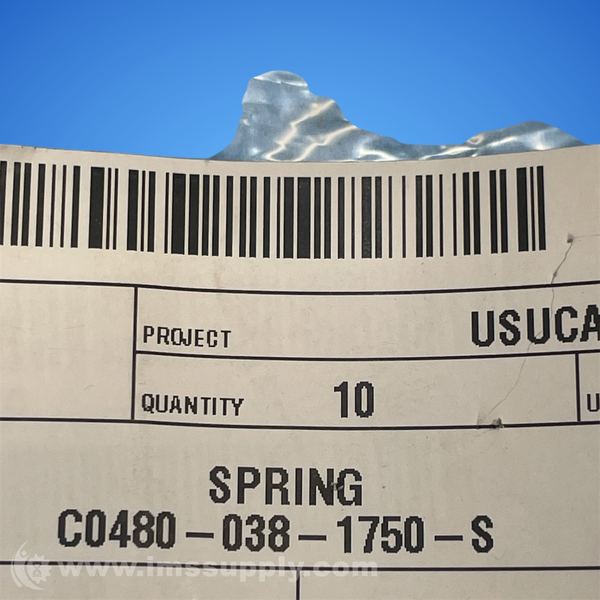 PROJECT USUCA
QUANTITY 10 U
SPRING
C0480-038-1750-S
www.imssupply.com